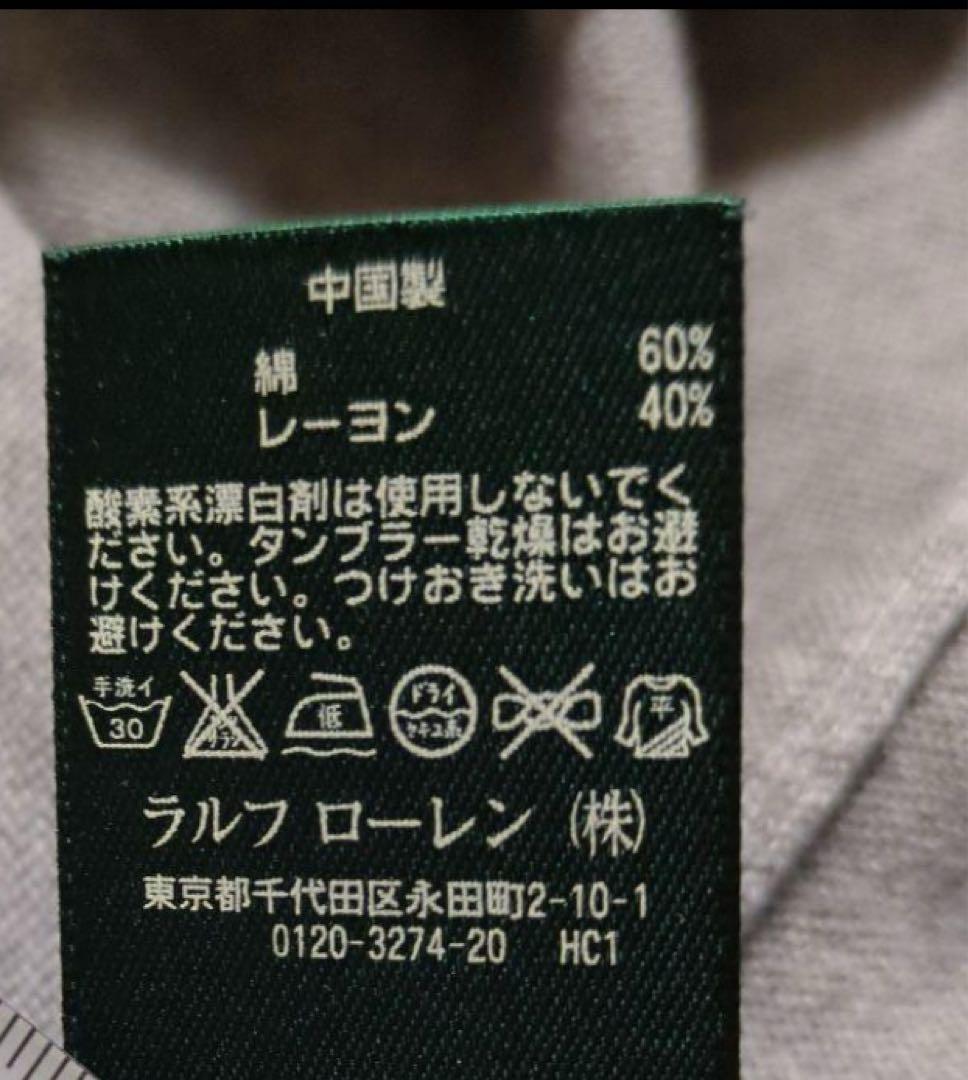 中国製
綿 60%
レーヨン 40%
酸素系漂白剤は使用しないでく
ださい。タンブラー乾燥はお避
けください。つけおき洗いはお
避けください。
手洗イ 30 低 ドライ セキユ系 平
ラルフ ローレン (株)
東京都千代田区永田町2-10-1
0120-3274-20 HC1